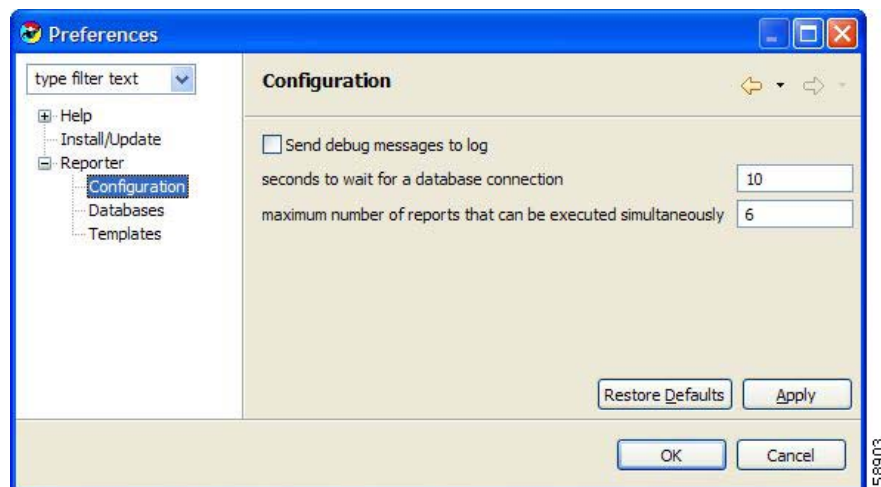 Preferences
type filter text
Help
Install/Update
Reporter
Configuration
Databases
Templates
Configuration
Send debug messages to log
seconds to wait for a database connection
10
maximum number of reports that can be executed simultaneously
6
Restore Defaults
Apply
OK
Cancel
58903